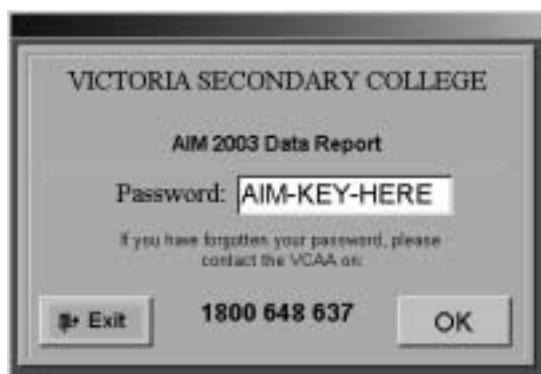 VICTORIA SECONDARY COLLEGE
AIM 2003 Data Report
Password: AIM-KEY-HERE
If you have forgotten your password, please
contact the VCAA on:
Exit 1800 648 637 OK